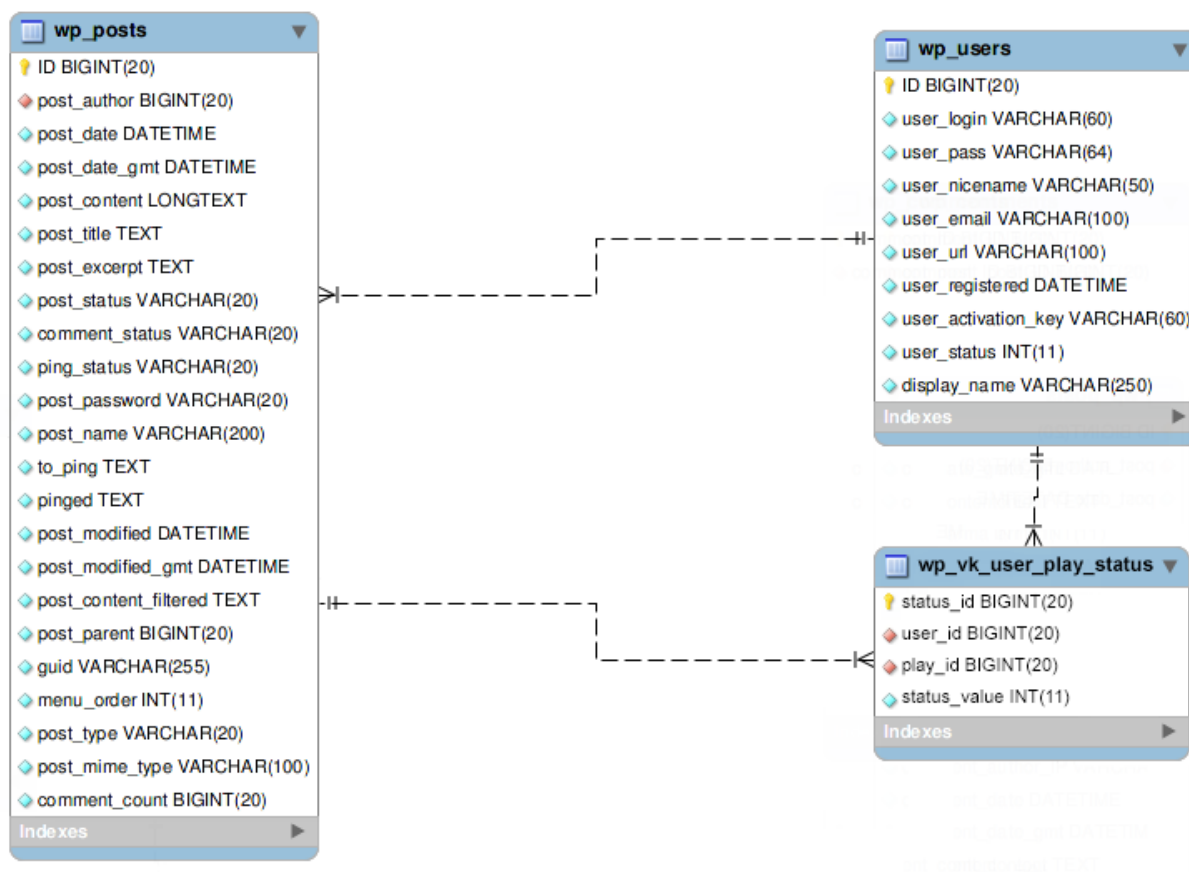 wp_posts
ID BIGINT(20)
post_author BIGINT(20)
post_date DATETIME
post_date_gmt DATETIME
post_content LONGTEXT
post_title TEXT
post_excerpt TEXT
post_status VARCHAR(20)
comment_status VARCHAR(20)
ping_status VARCHAR(20)
post_password VARCHAR(20)
post_name VARCHAR(200)
to_ping TEXT
pinged TEXT
post_modified DATETIME
post_modified_gmt DATETIME
post_content_filtered TEXT
post_parent BIGINT(20)
guid VARCHAR(255)
menu_order INT(11)
post_type VARCHAR(20)
post_mime_type VARCHAR(100)
comment_count BIGINT(20)
Indexes
wp_users
ID BIGINT(20)
user_login VARCHAR(60)
user_pass VARCHAR(64)
user_nicename VARCHAR(50)
user_email VARCHAR(100)
user_url VARCHAR(100)
user_registered DATETIME
user_activation_key VARCHAR(60)
user_status INT(11)
display_name VARCHAR(250)
Indexes
wp_vk_user_play_status
status_id BIGINT(20)
user_id BIGINT(20)
play_id BIGINT(20)
status_value INT(11)
Indexes